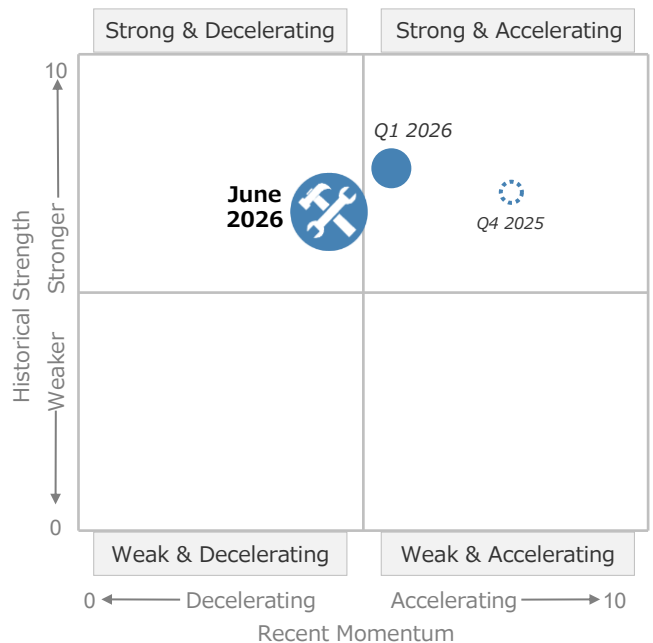 Strong & Decelerating
Strong & Accelerating
10
Q1 2026
June
2026
Q4 2025
Historical Strength
Stronger
Weaker
0
Weak & Decelerating
Weak & Accelerating
0
Decelerating
Accelerating
10
Recent Momentum